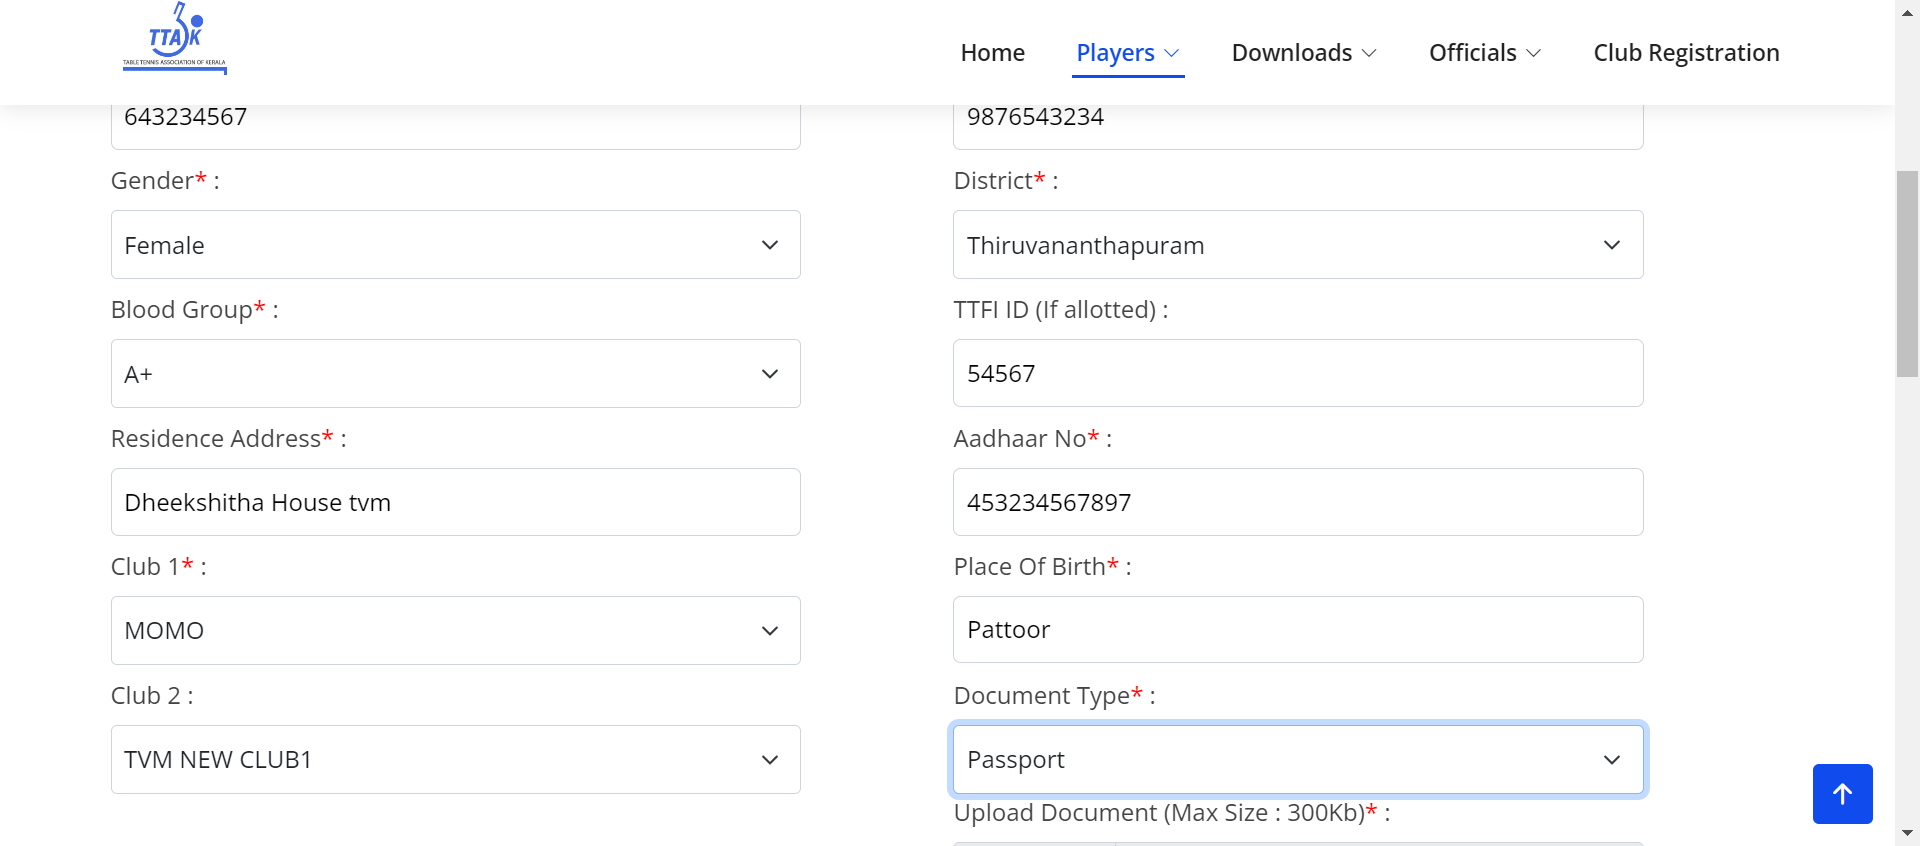 TTASK
TABLE TENNIS ASSOCIATION OF KERALA
Home Players Downloads Officials Club Registration
643234567 9876543234
Gender* : District* :
Female Thiruvananthapuram
Blood Group* : TTFI ID (If allotted) :
A+ 54567
Residence Address* : Aadhaar No* :
Dheekshitha House tvm 453234567897
Club 1* : Place Of Birth* :
MOMO Pattoor
Club 2 : Document Type* :
TVM NEW CLUB1 Passport
Upload Document (Max Size : 300Kb)* :